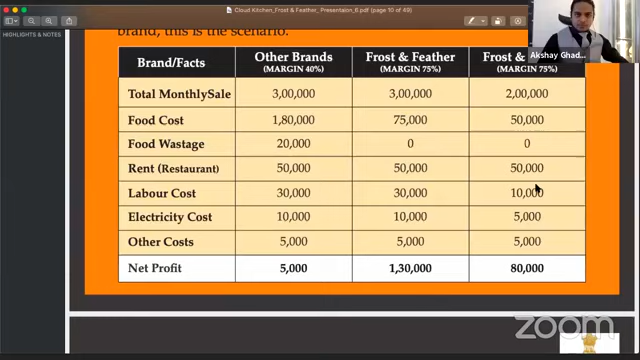 Cloud Kitchen_Frost & Feather_Presentaion_6.pdf (page 10 of 49)
HIGHLIGHTS & NOTES
brand, this is the scenario.
Akshay Ghad...
Brand/Facts Other Brands (MARGIN 40%) Frost & Feather (MARGIN 75%) Frost & (MARGIN 75%)
Total MonthlySale 3,00,000 3,00,000 2,00,000
Food Cost 1,80,000 75,000 50,000
Food Wastage 20,000 0 0
Rent (Restaurant) 50,000 50,000 50,000
Labour Cost 30,000 30,000 10,000
Electricity Cost 10,000 10,000 5,000
Other Costs 5,000 5,000 5,000
Net Profit 5,000 1,30,000 80,000
zoom